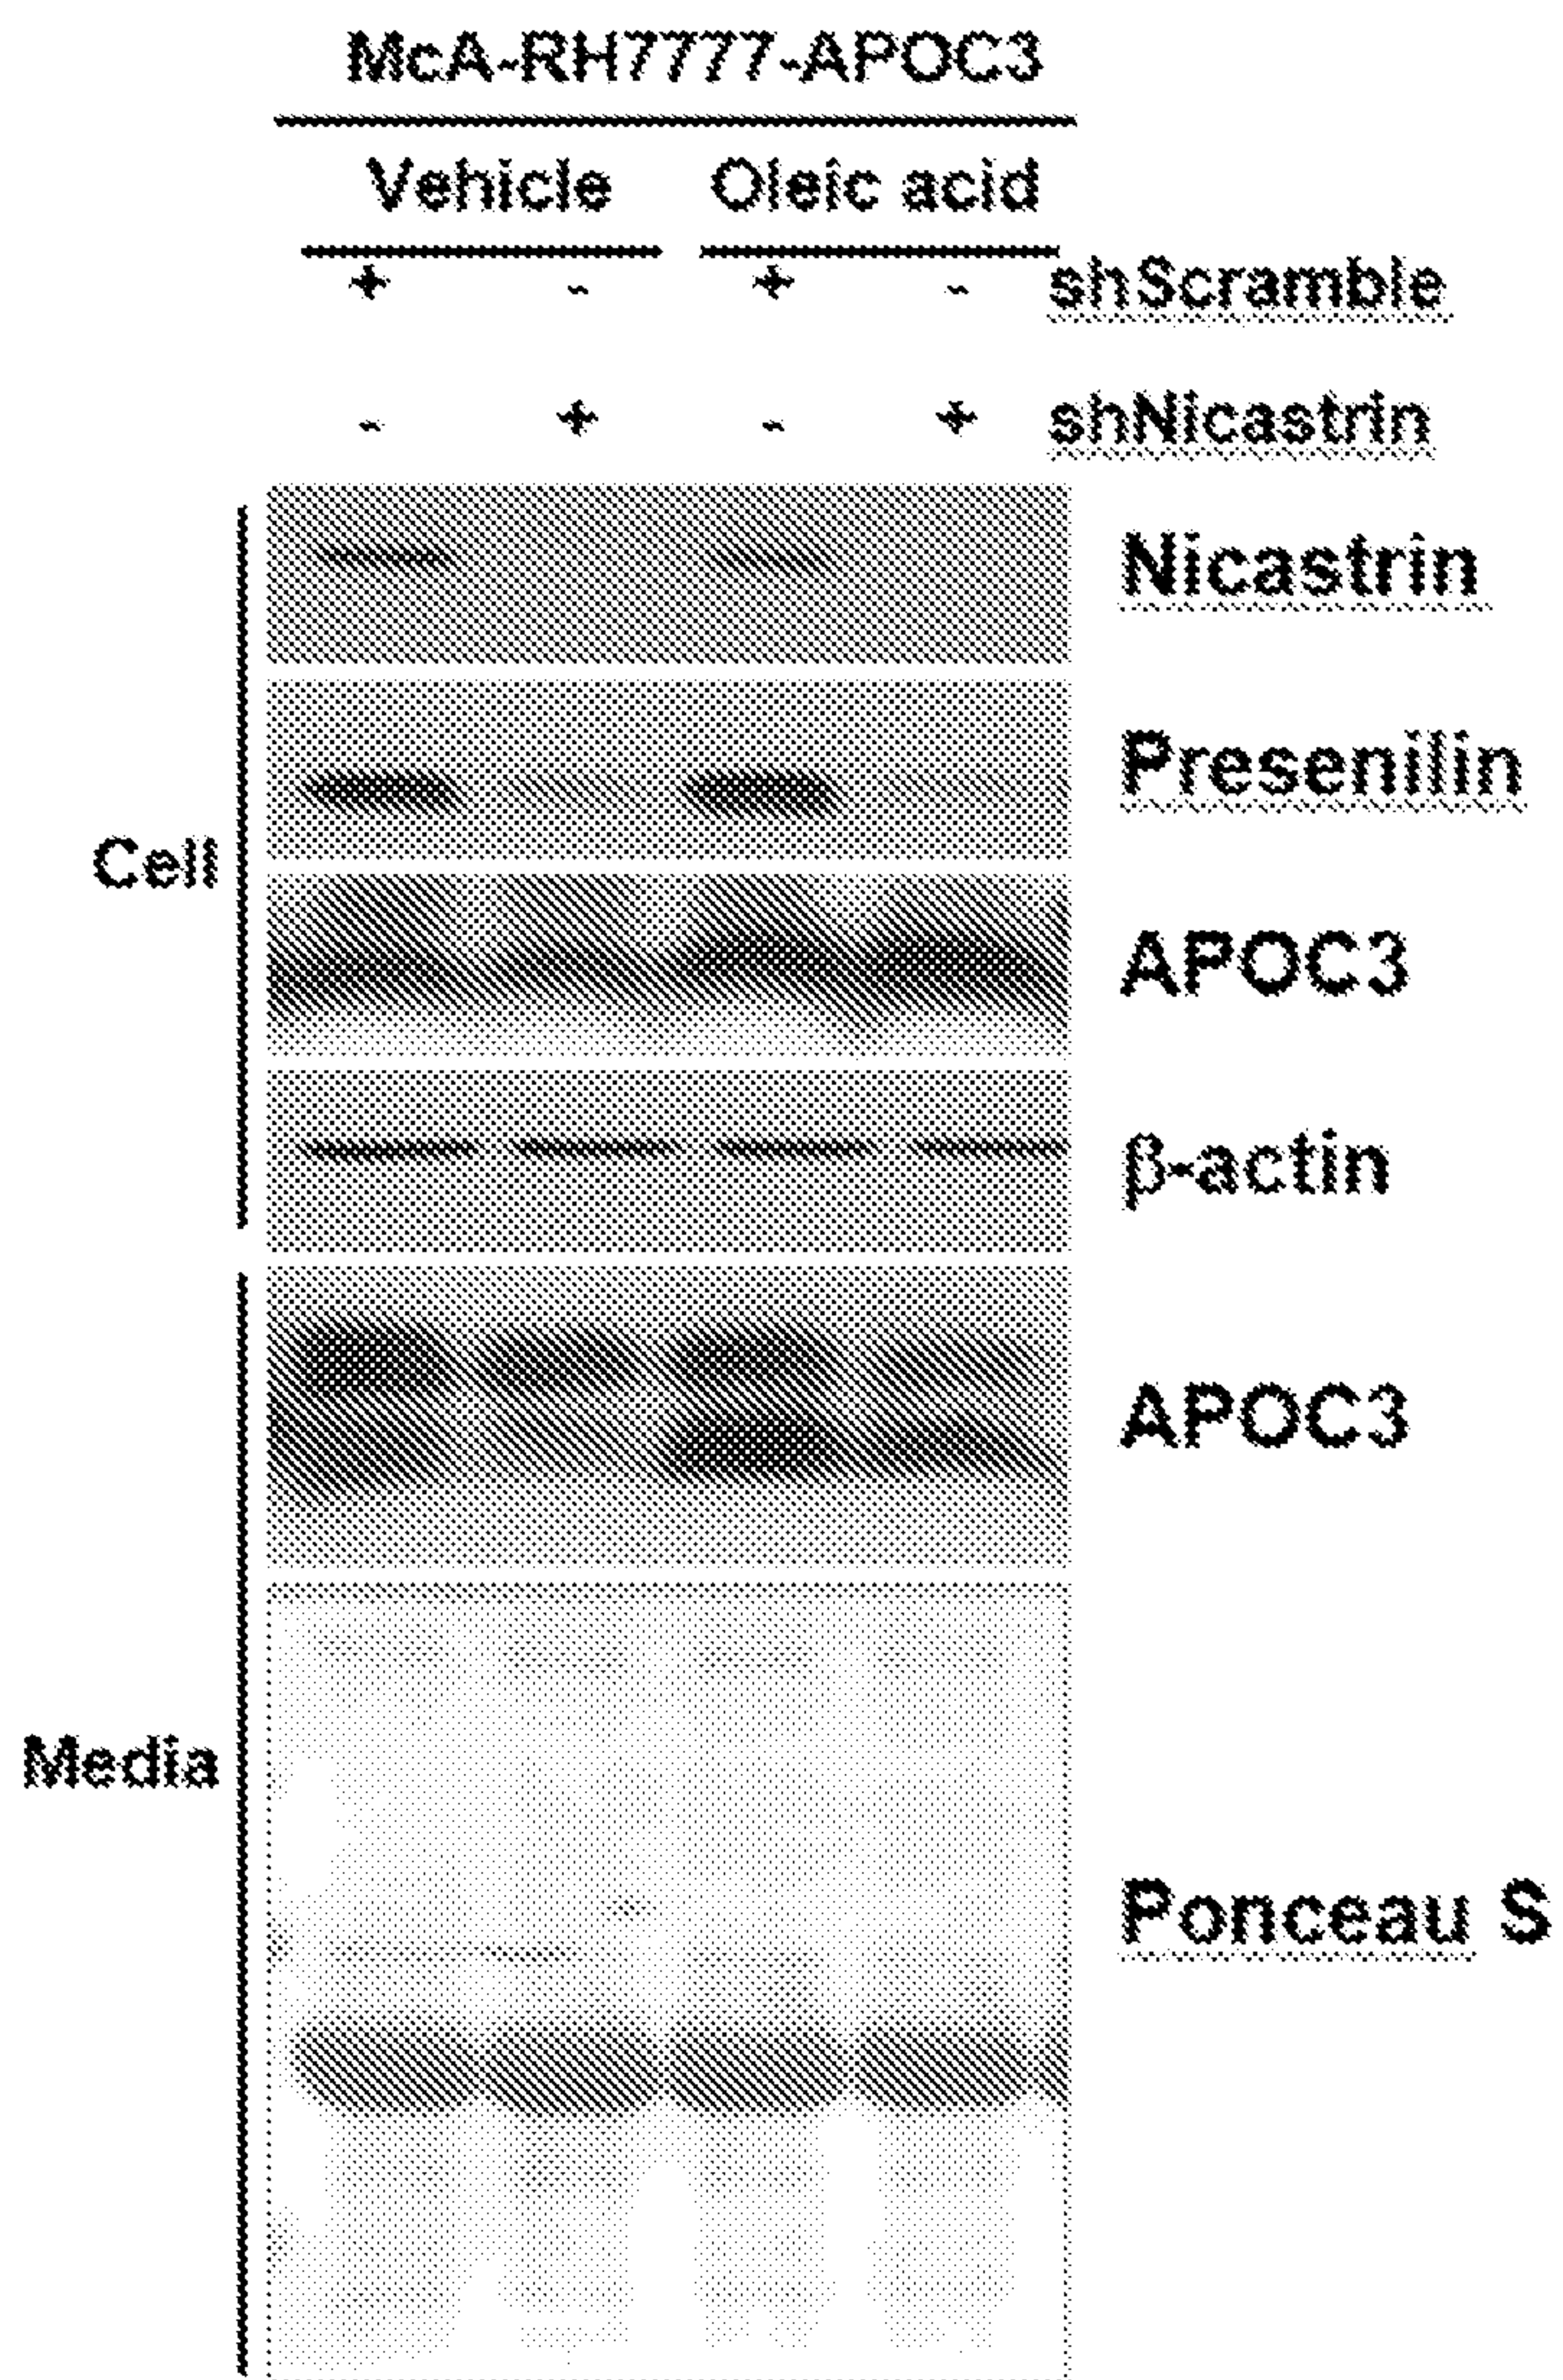 McA-RH7777-APOC3
Vehicle Oleic acid
+ - + - shScramble
- + - + shNicastrin
Nicastrin
Presenilin
Cell
APOC3
β-actin
APOC3
Media
Ponceau S